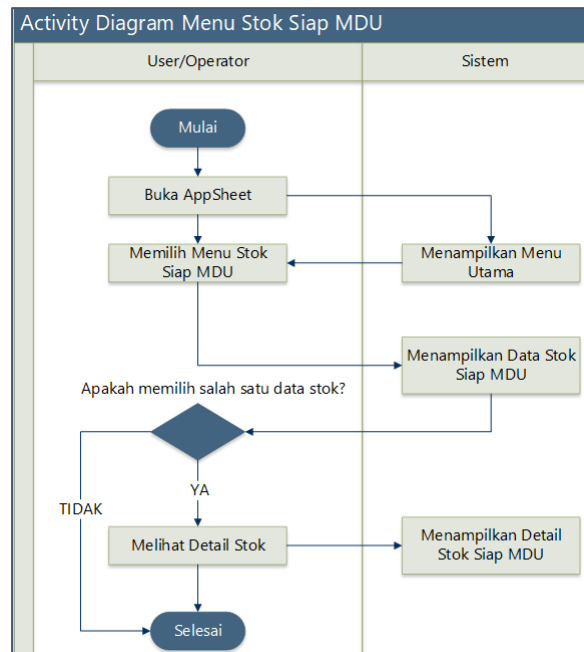 Activity Diagram Menu Stok Siap MDU
User/Operator
Sistem
Mulai
Buka AppSheet
Memilih Menu Stok
Siap MDU
Menampilkan Menu
Utama
Menampilkan Data Stok
Siap MDU
Apakah memilih salah satu data stok?
YA
TIDAK
Melihat Detail Stok
Menampilkan Detail
Stok Siap MDU
Selesai